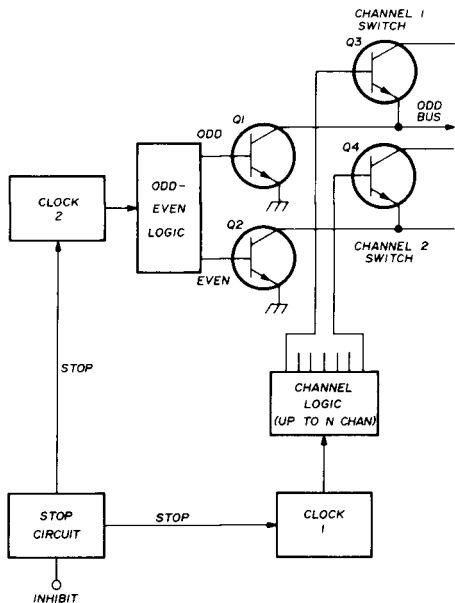 CHANNEL 1
SWITCH
Q3
ODD
BUS
Q1
ODD
Q4
ODD-
EVEN
LOGIC
CLOCK
2
Q2
EVEN
CHANNEL 2
SWITCH
STOP
CHANNEL
LOGIC
(UP TO N CHAN)
STOP
CIRCUIT
STOP
CLOCK
1
INHIBIT